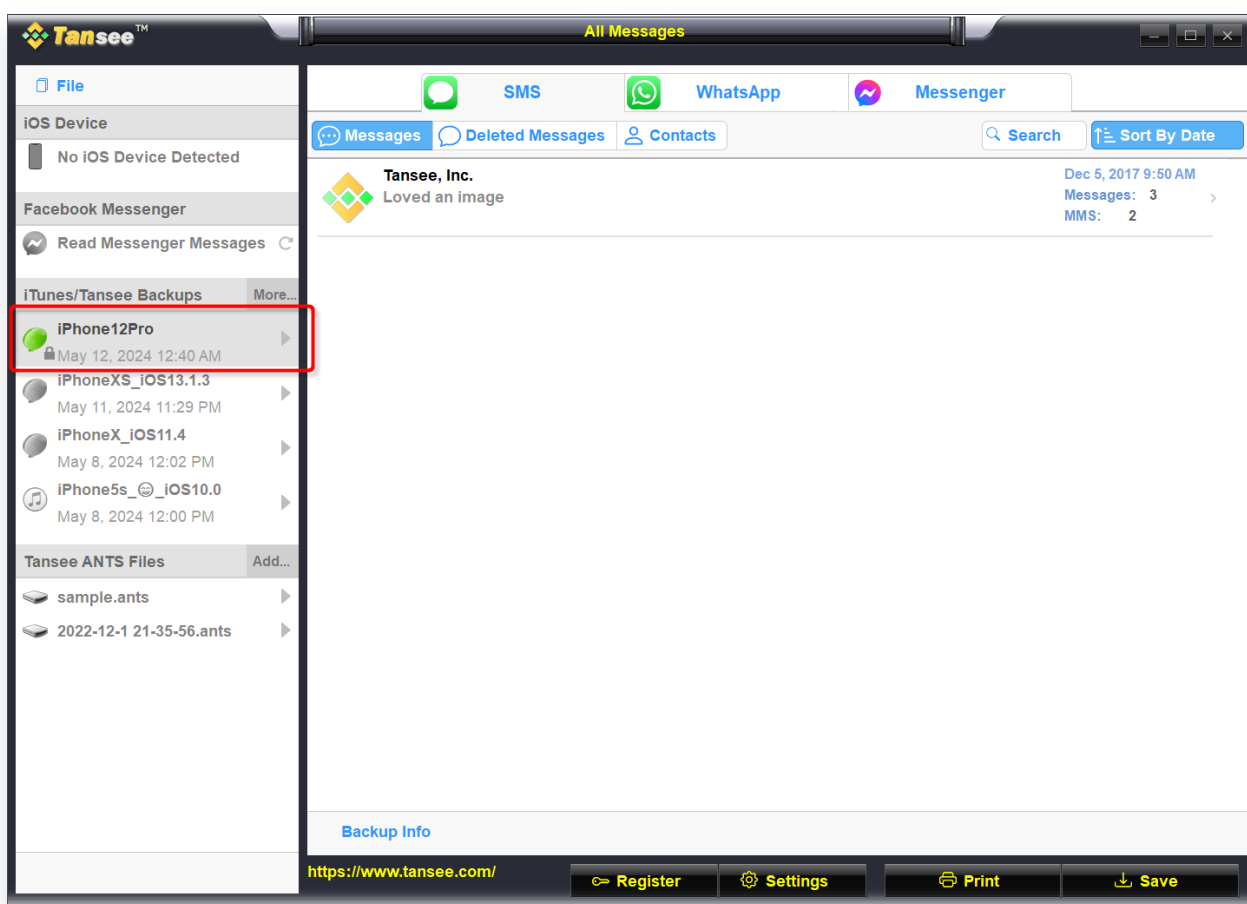 Tansee™
All Messages
File
iOS Device
No iOS Device Detected
Facebook Messenger
Read Messenger Messages
iTunes/Tansee Backups More...
iPhone12Pro
May 12, 2024 12:40 AM
iPhoneXS_iOS13.1.3
May 11, 2024 11:29 PM
iPhoneX_iOS11.4
May 8, 2024 12:02 PM
iPhone5s_😄_iOS10.0
May 8, 2024 12:00 PM
Tansee ANTS Files Add...
sample.ants
2022-12-1 21-35-56.ants
SMS WhatsApp Messenger
Messages Deleted Messages Contacts Search Sort By Date
Tansee, Inc. Dec 5, 2017 9:50 AM
Loved an image Messages: 3
MMS: 2
Backup Info
https://www.tansee.com/ Register Settings Print Save